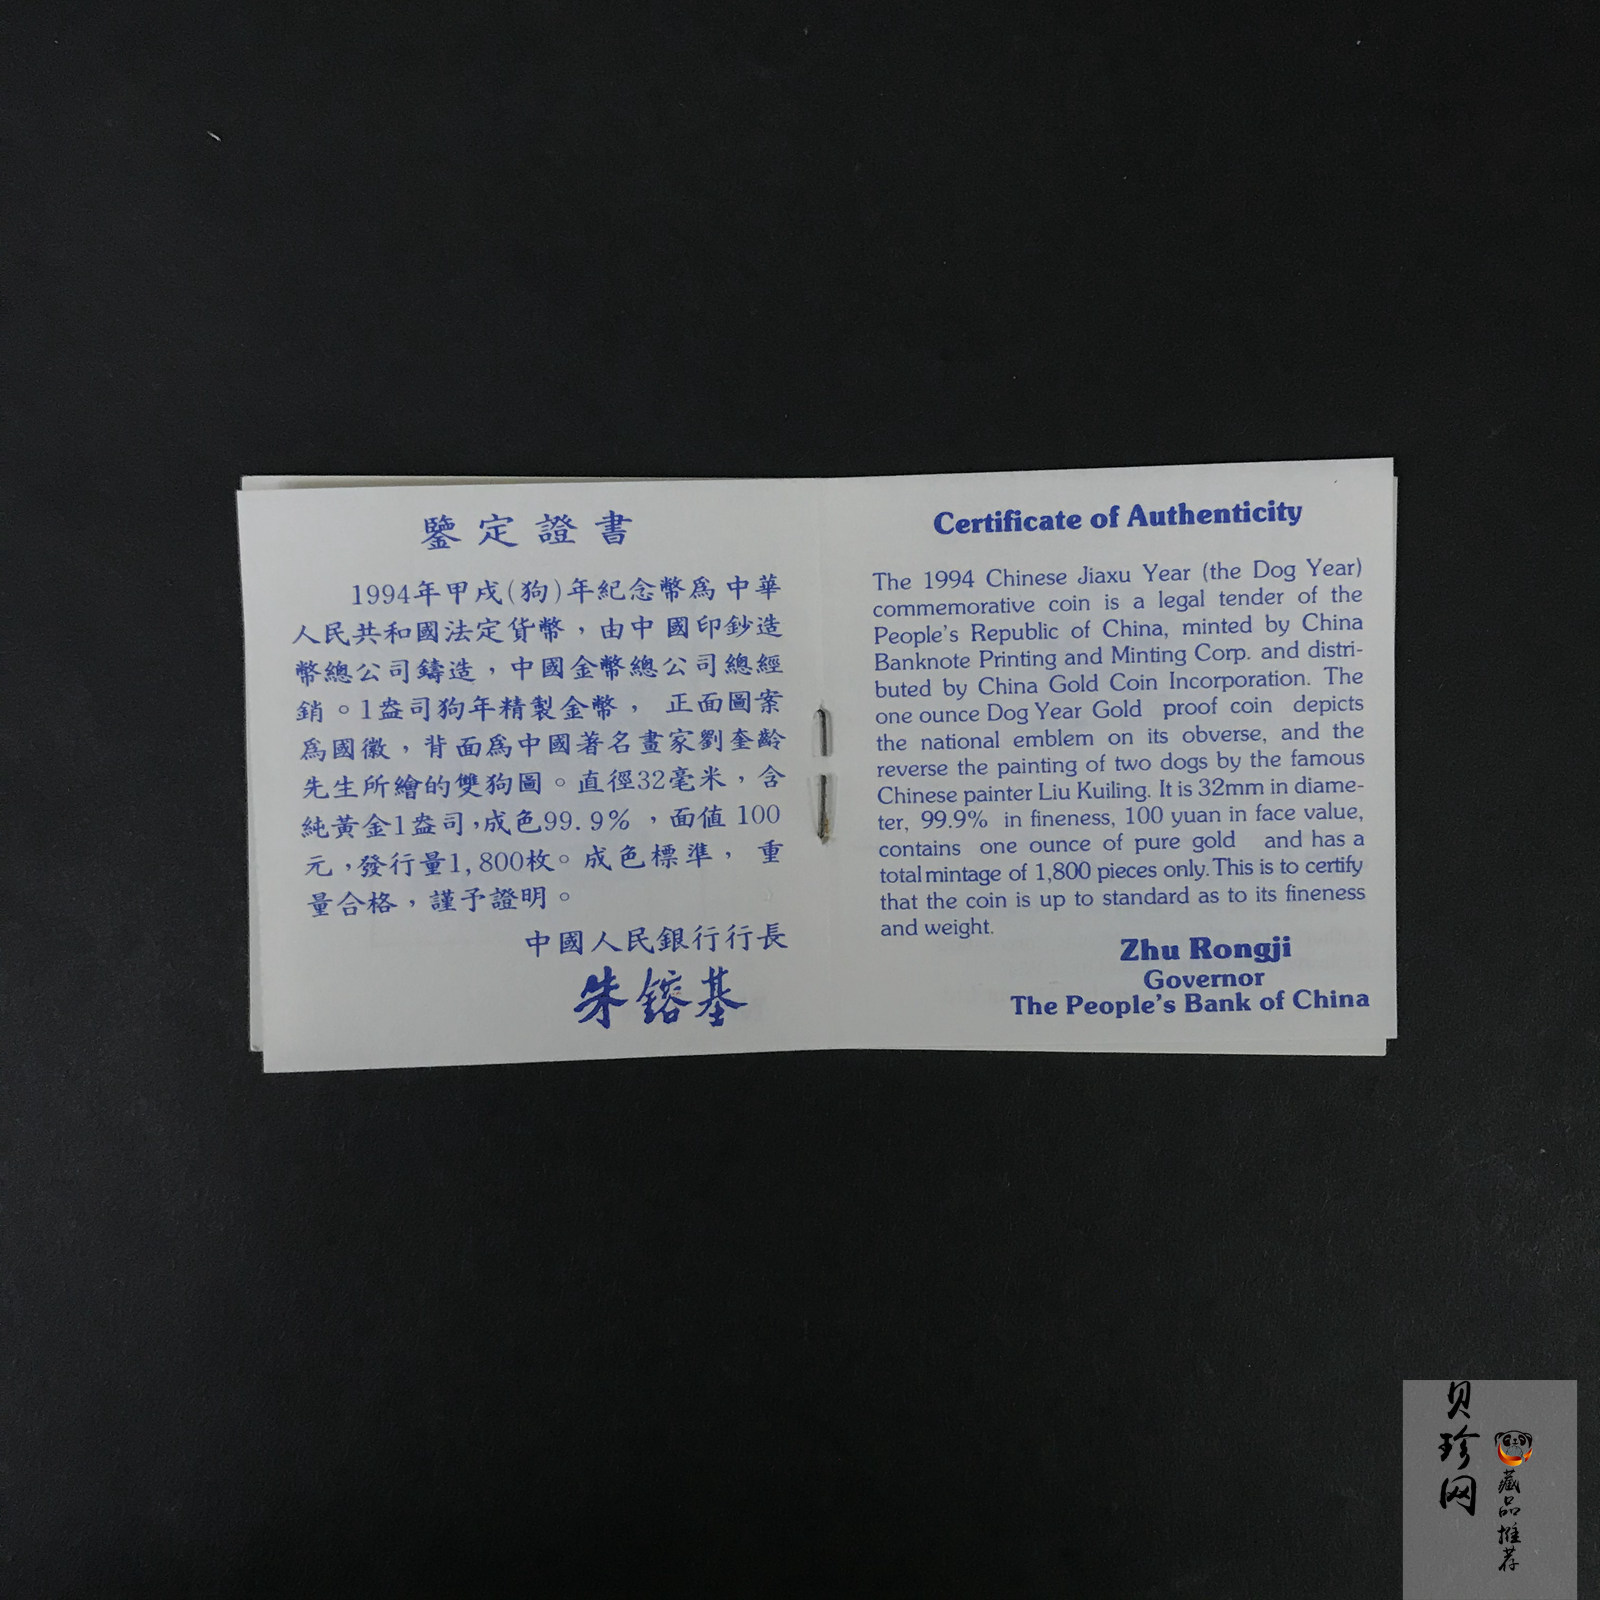 鑒定證書
1994年甲戌(狗)年紀念幣爲中華
人民共和國法定貨幣，由中國印鈔造
幣總公司鑄造，中國金幣總公司總經
銷。1盎司狗年精製金幣， 正面圖案
爲國徽，背面爲中國著名畫家劉奎齡
先生所繪的雙狗圖。直徑32毫米，含
純黃金1盎司,成色99.9%，面值100
元,發行量1,800枚。成色標準， 重
量合格，謹予證明。
中國人民銀行行長
朱鎔基
Certificate of Authenticity
The 1994 Chinese Jiaxu Year (the Dog Year)
commemorative coin is a legal tender of the
People's Republic of China, minted by China
Banknote Printing and Minting Corp. and distri-
buted by China Gold Coin Incorporation. The
one ounce Dog Year Gold proof coin depicts
the national emblem on its obverse, and the
reverse the painting of two dogs by the famous
Chinese painter Liu Kuiling. It is 32mm in diame-
ter, 99.9% in fineness, 100 yuan in face value,
contains one ounce of pure gold and has a
total mintage of 1,800 pieces only. This is to certify
that the coin is up to standard as to its fineness
and weight.
Zhu Rongji
Governor
The People's Bank of China
贝珍网
藏品推荐